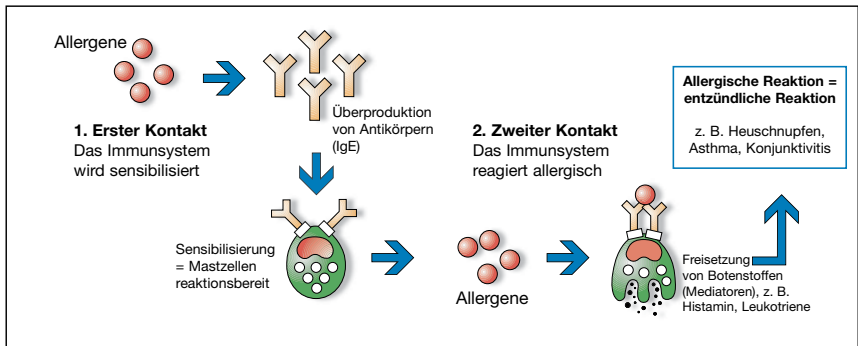 Allergene
1. Erster Kontakt
Das Immunsystem
wird sensibilisiert
Überproduktion
von Antikörpern
(IgE)
Sensibilisierung
= Mastzellen
reaktionsbereit
2. Zweiter Kontakt
Das Immunsystem
reagiert allergisch
Allergene
Freisetzung
von Botenstoffen
(Mediatoren), z. B.
Histamin, Leukotriene
Allergische Reaktion =
entzündliche Reaktion
z. B. Heuschnupfen,
Asthma, Konjunktivitis